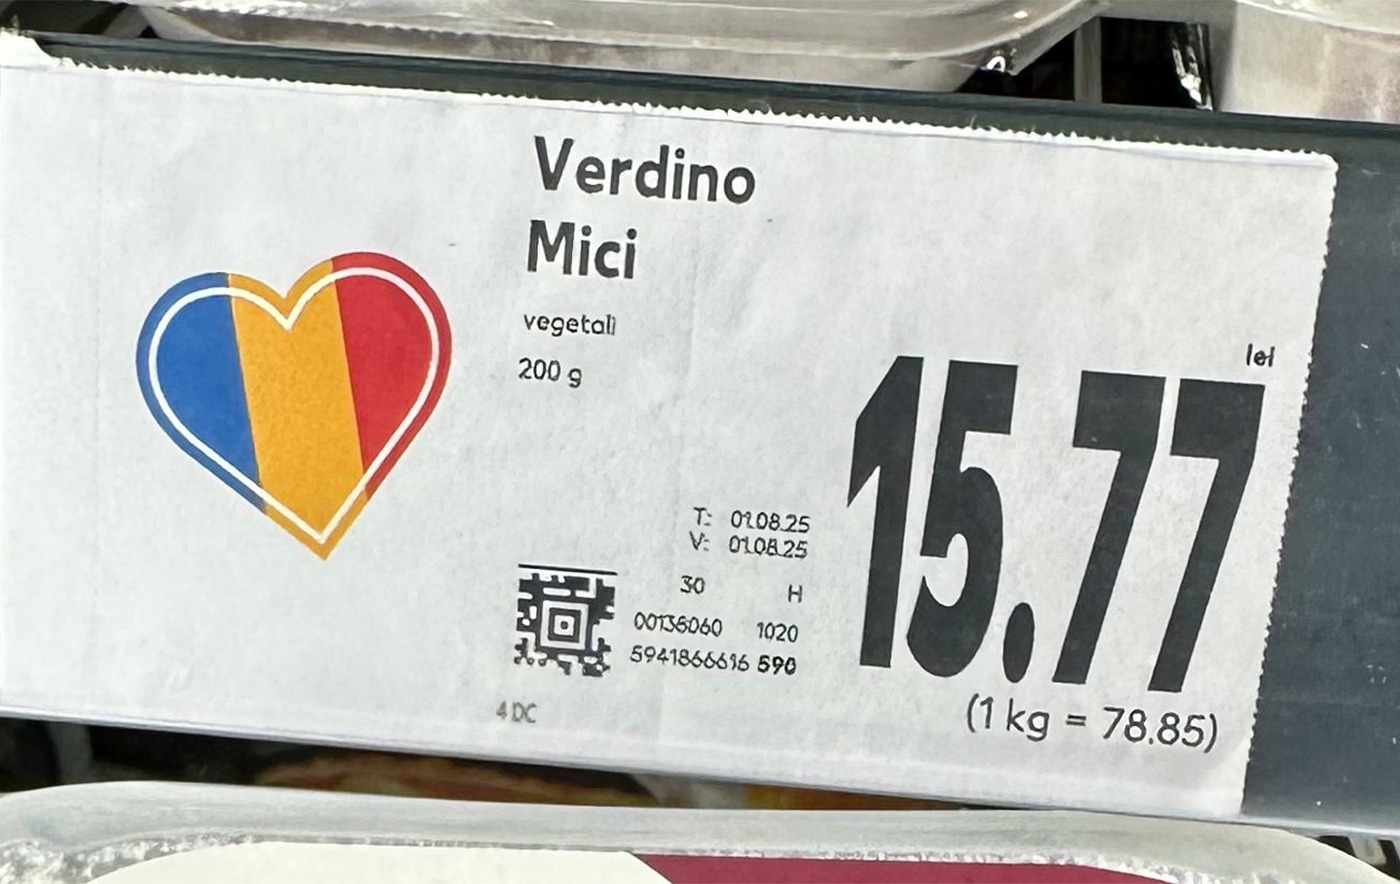 Verdino
Mici
vegetali
200 g
lei
15.77
T: 01.08.25
V: 01.08.25
30 H
00136060 1020
5941866616 590
(1 kg = 78.85)
4 DC